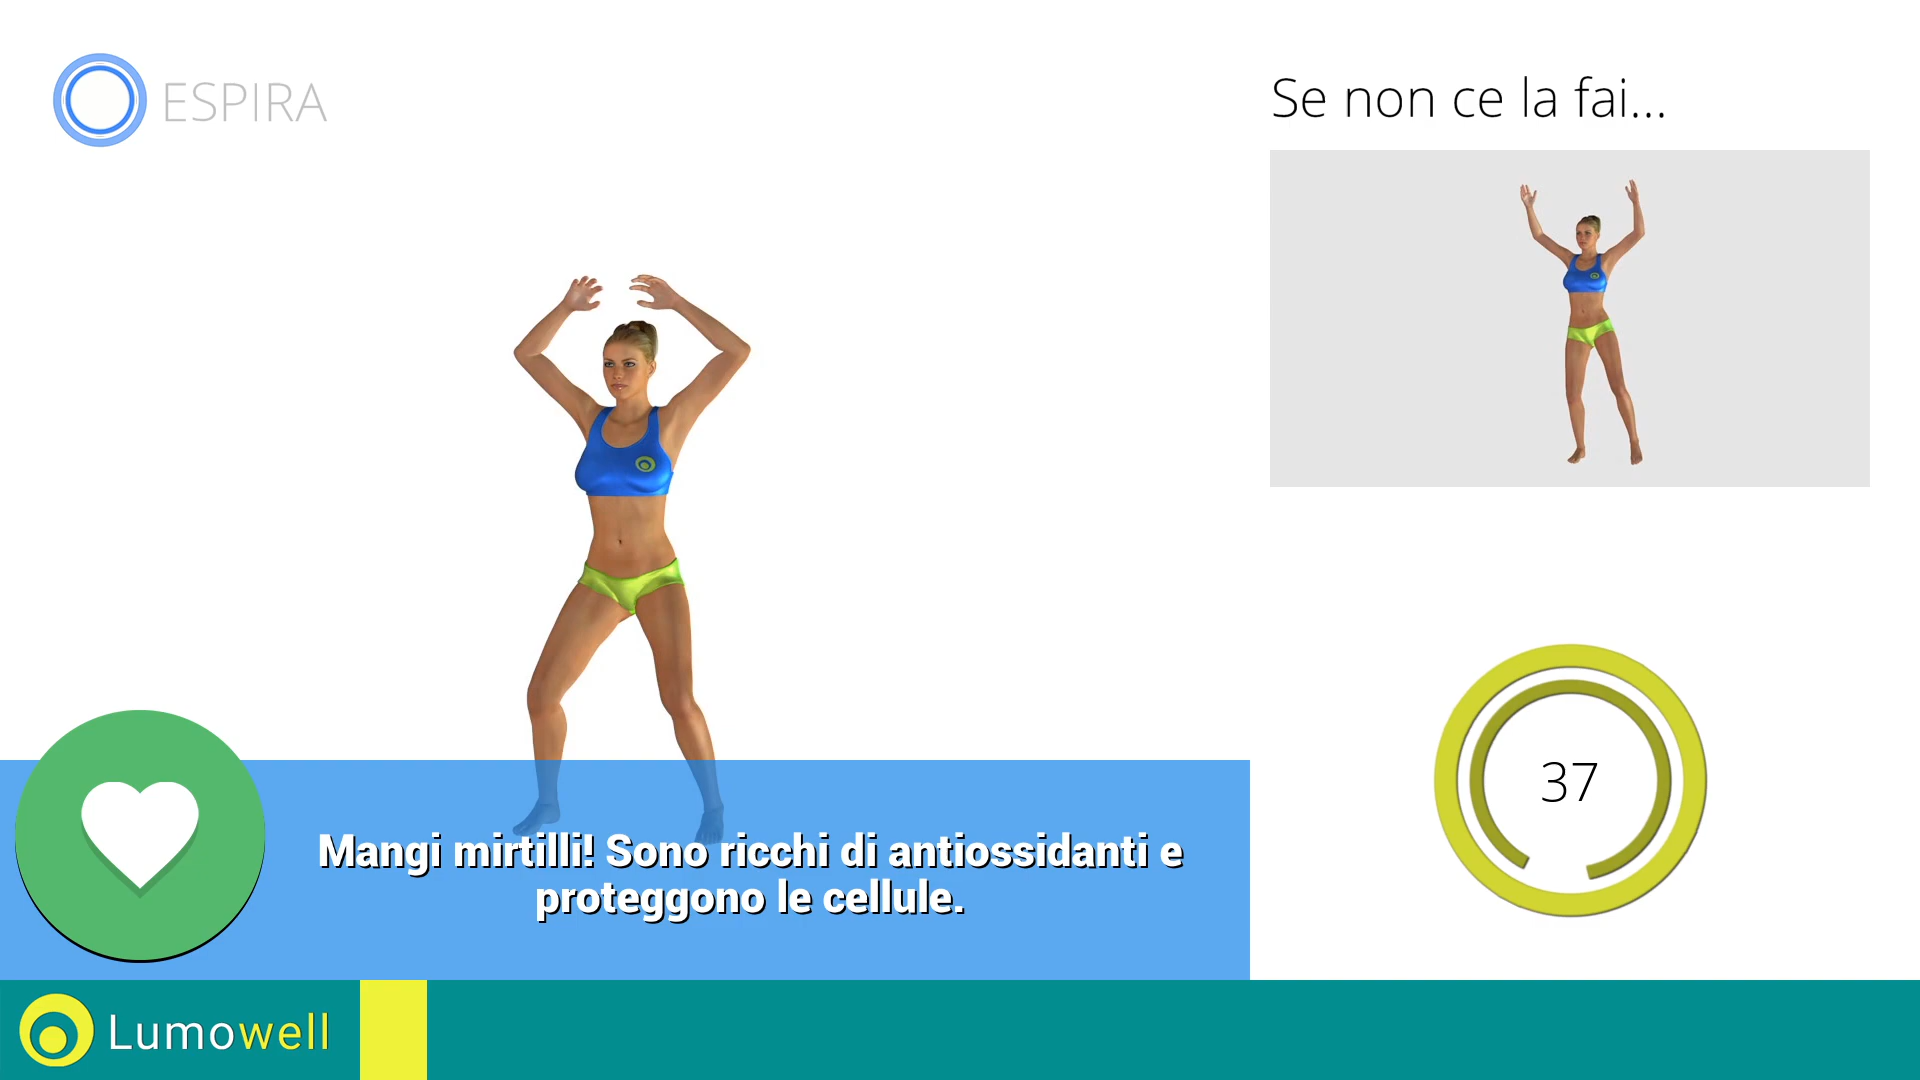 ESPIRA
Se non ce la fai...
37
Mangi mirtilli! Sono ricchi di antiossidanti e
proteggono le cellule.
Lumowell